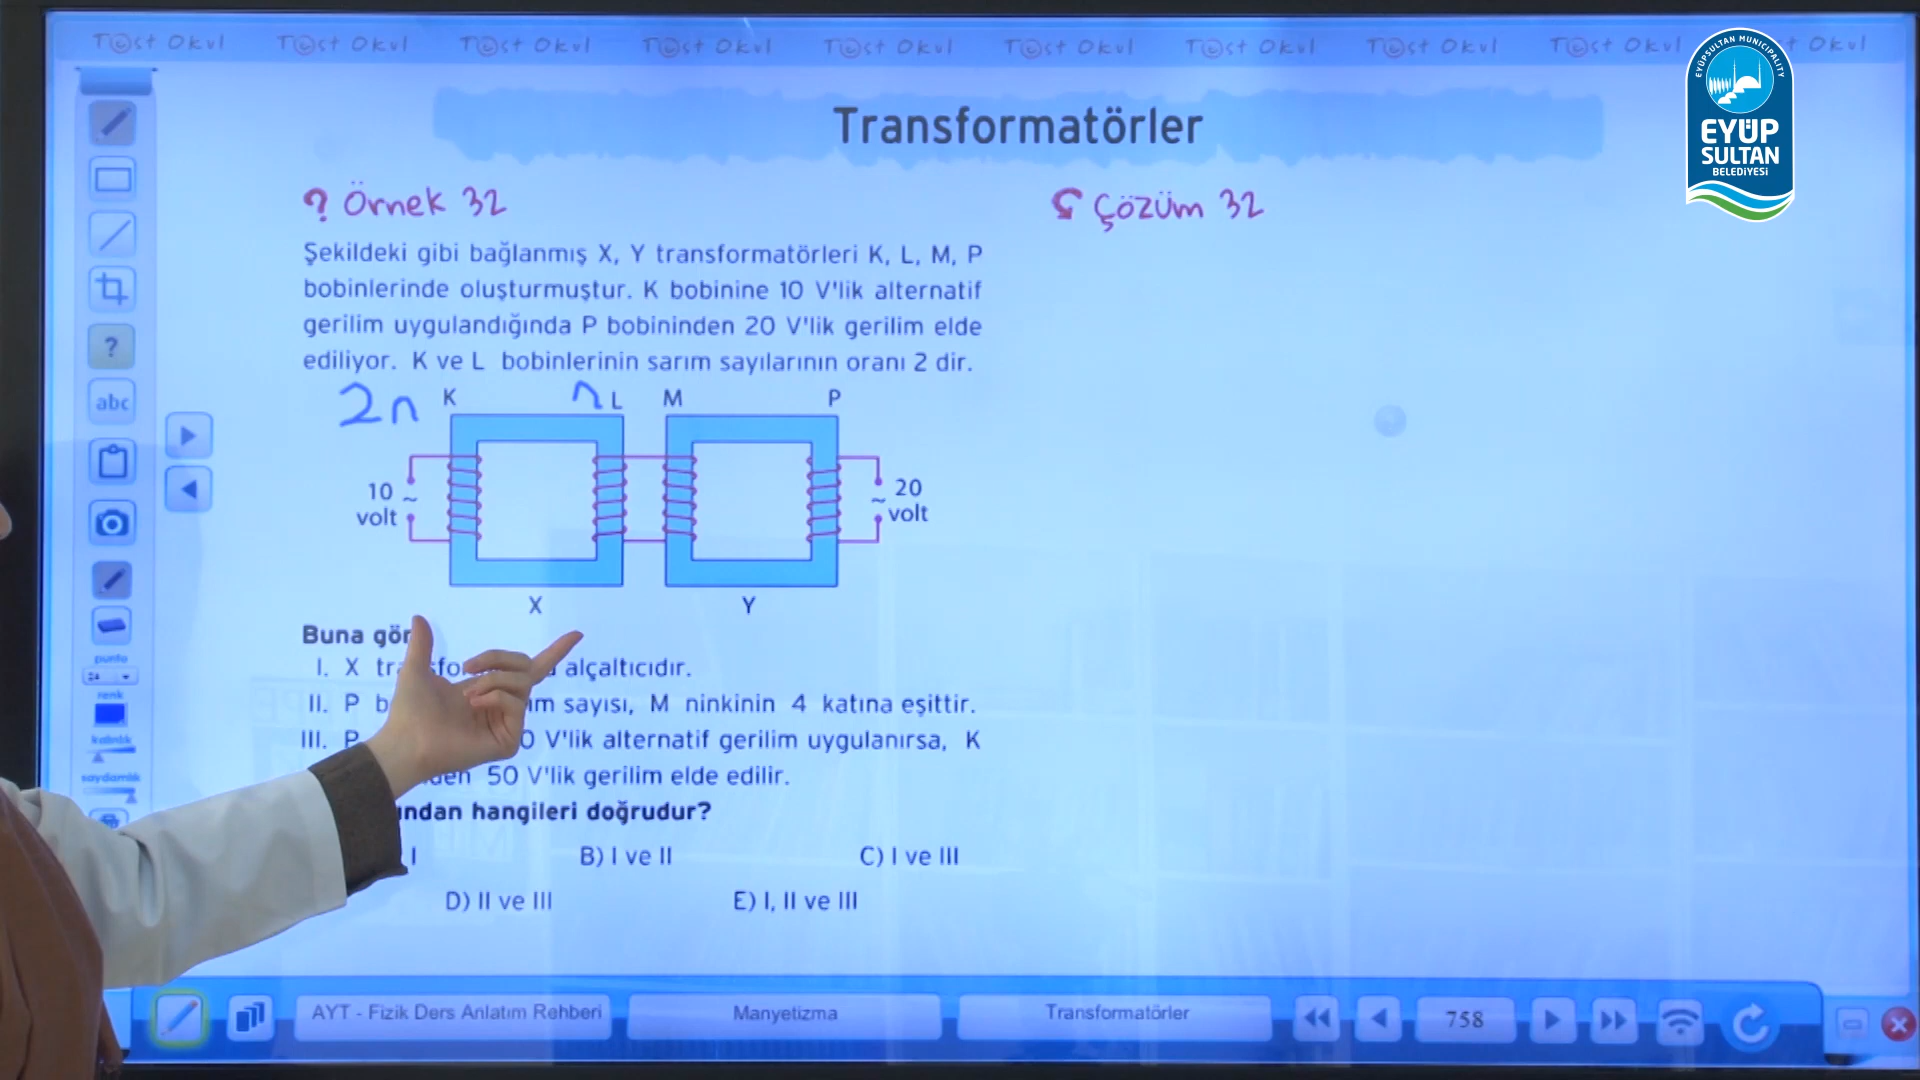 Test Okul Test Okul Test Okul Test Okul Test Okul Test Okul Test Okul Test Okul Test Okul t Okul
EYÜPSULTAN MUNICIPALITY
EYÜP
SULTAN
BELEDİYESİ
Transformatörler
? Örnek 32
Şekildeki gibi bağlanmış X, Y transformatörleri K, L, M, P
bobinlerinde oluşturmuştur. K bobinine 10 V'lik alternatif
gerilim uygulandığında P bobininden 20 V'lik gerilim elde
ediliyor. K ve L bobinlerinin sarım sayılarının oranı 2 dir.
2n K n L M P
10 ~ volt
~ 20 volt
X Y
Buna gör
I. X tr sfo alçaltıcıdır.
II. P b ım sayısı, M ninkinin 4 katına eşittir.
III. P 0 V'lik alternatif gerilim uygulanırsa, K
den 50 V'lik gerilim elde edilir.
ından hangileri doğrudur?
I B) I ve II C) I ve III
D) II ve III E) I, II ve III
Çözüm 32
?
abc
punto
24
renk
kalınlık
saydamlık
AYT - Fizik Ders Anlatım Rehberi Manyetizma Transformatörler 758